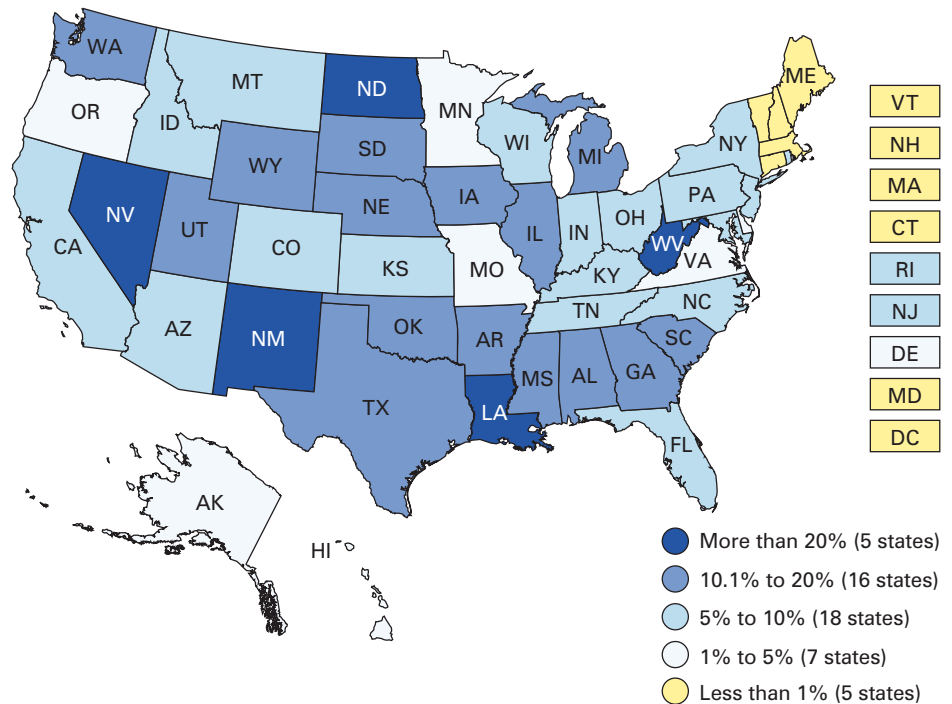 WA
MT
ND
MN
ME
OR
ID
WI
NY
VT
SD
MI
NH
WY
IA
PA
MA
NE
OH
NV
UT
IL
IN
CT
CO
WV
CA
MO
VA
RI
KS
KY
NC
NJ
TN
AZ
OK
NM
AR
SC
DE
MS
AL
GA
MD
TX
LA
DC
FL
AK
HI
More than 20% (5 states)
10.1% to 20% (16 states)
5% to 10% (18 states)
1% to 5% (7 states)
Less than 1% (5 states)